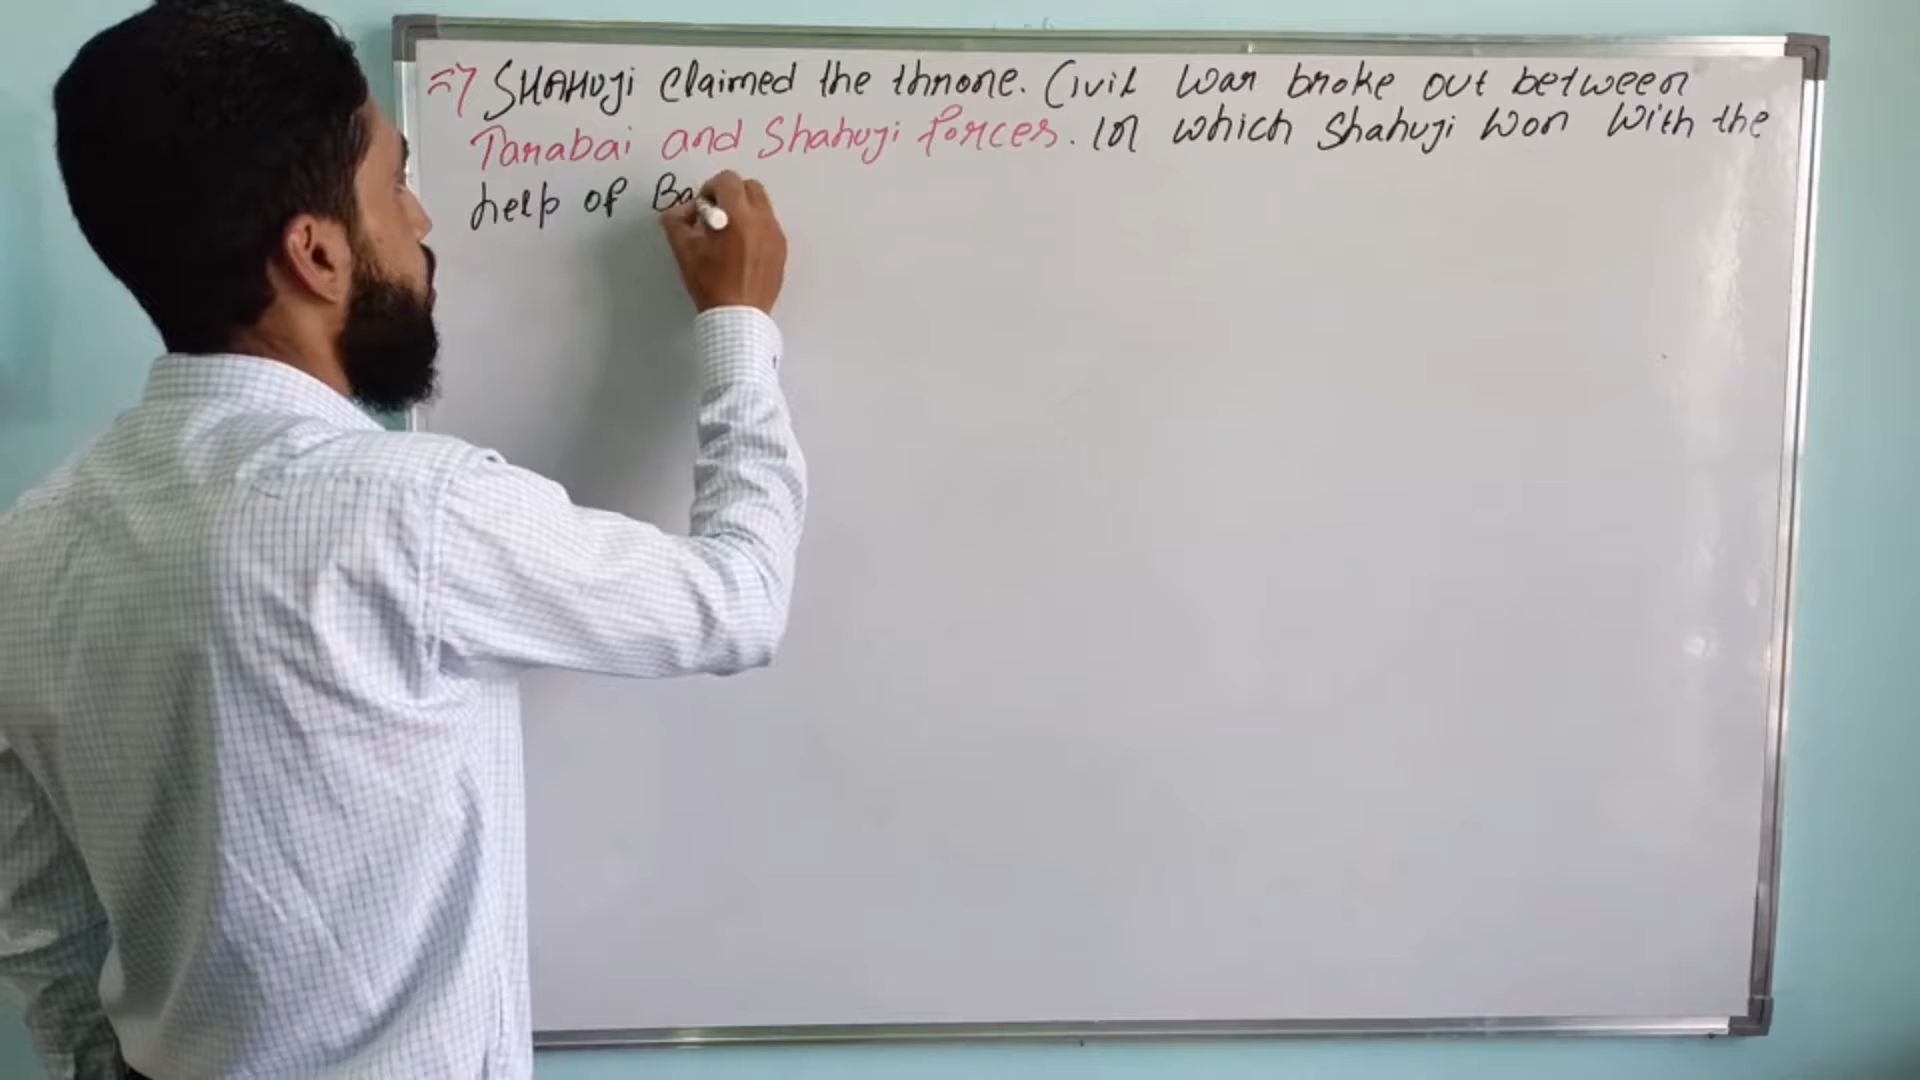 => SHAHUJI claimed the throne. Civil war broke out between
Tarabai and Shahuji forces. In which Shahuji won with the
help of Ba